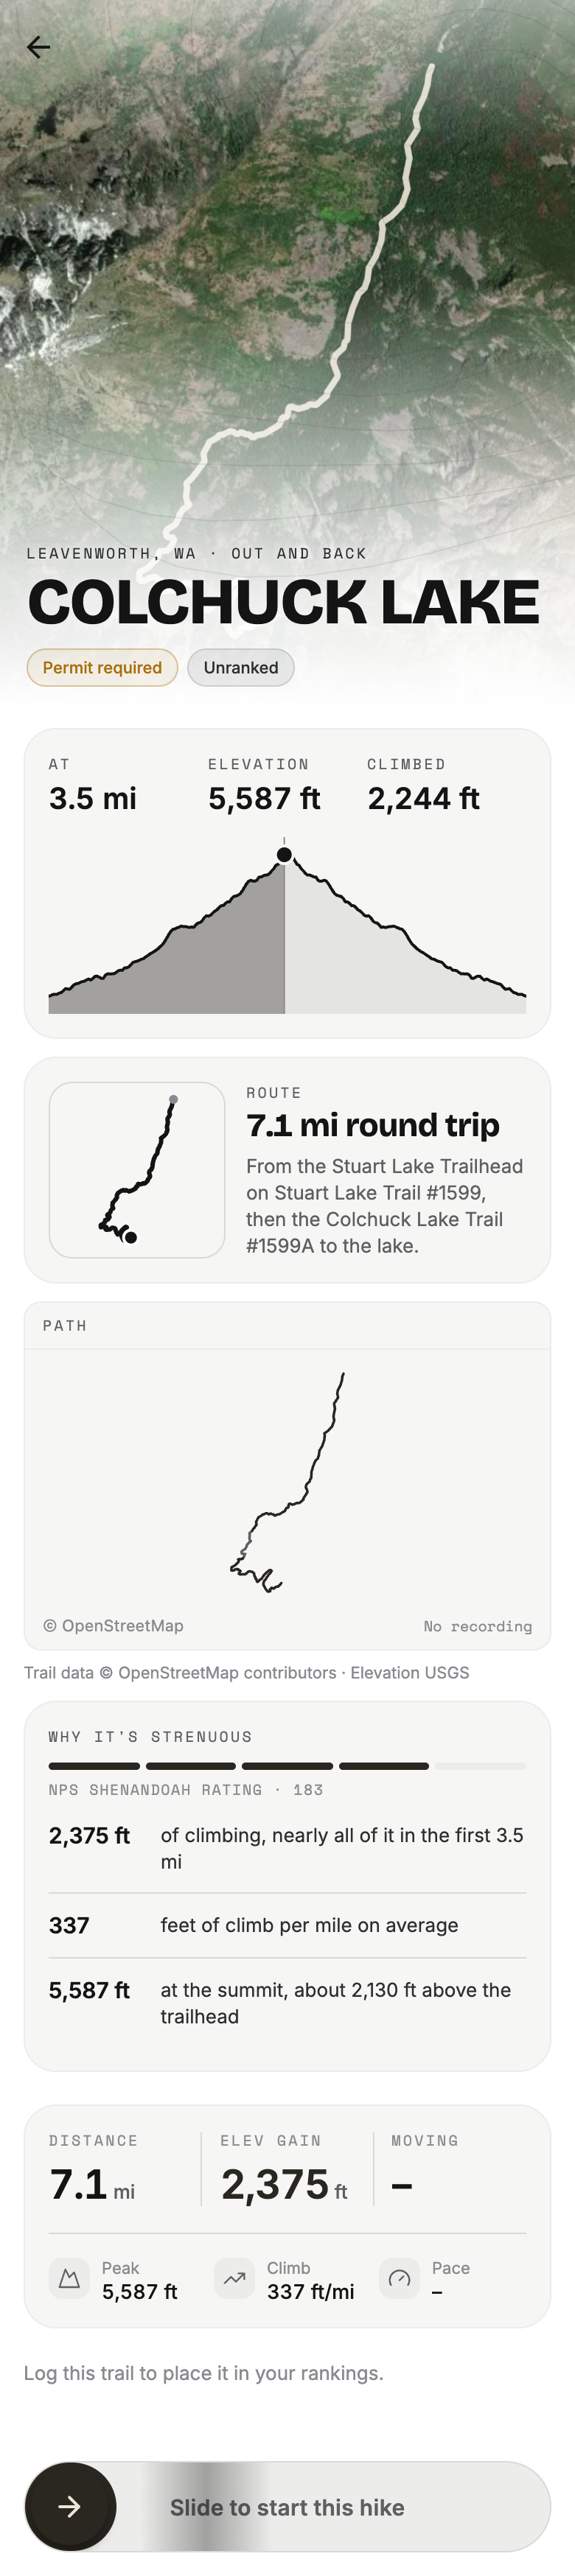 LEAVENWORTH, WA · OUT AND BACK
COLCHUCK LAKE
Permit required
Unranked
AT
ELEVATION
CLIMBED
3.5 mi
5,587 ft
2,244 ft
ROUTE
7.1 mi round trip
From the Stuart Lake Trailhead
on Stuart Lake Trail #1599,
then the Colchuck Lake Trail
#1599A to the lake.
PATH
© OpenStreetMap
No recording
Trail data © OpenStreetMap contributors · Elevation USGS
WHY IT'S STRENUOUS
NPS SHENANDOAH RATING · 183
2,375 ft
of climbing, nearly all of it in the first 3.5
mi
337
feet of climb per mile on average
5,587 ft
at the summit, about 2,130 ft above the
trailhead
DISTANCE
ELEV GAIN
MOVING
7.1 mi
2,375 ft
–
Peak
5,587 ft
Climb
337 ft/mi
Pace
–
Log this trail to place it in your rankings.
Slide to start this hike